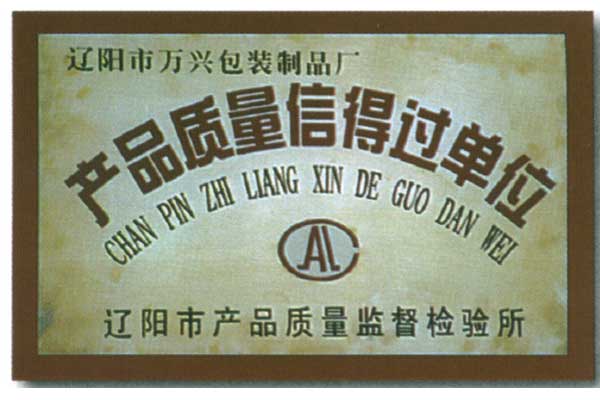 辽阳市万兴包装制品厂
产品质量信得过单位
CHAN PIN ZHI LIANG XIN DE GUO DAN WEI
CAL
辽阳市产品质量监督检验所